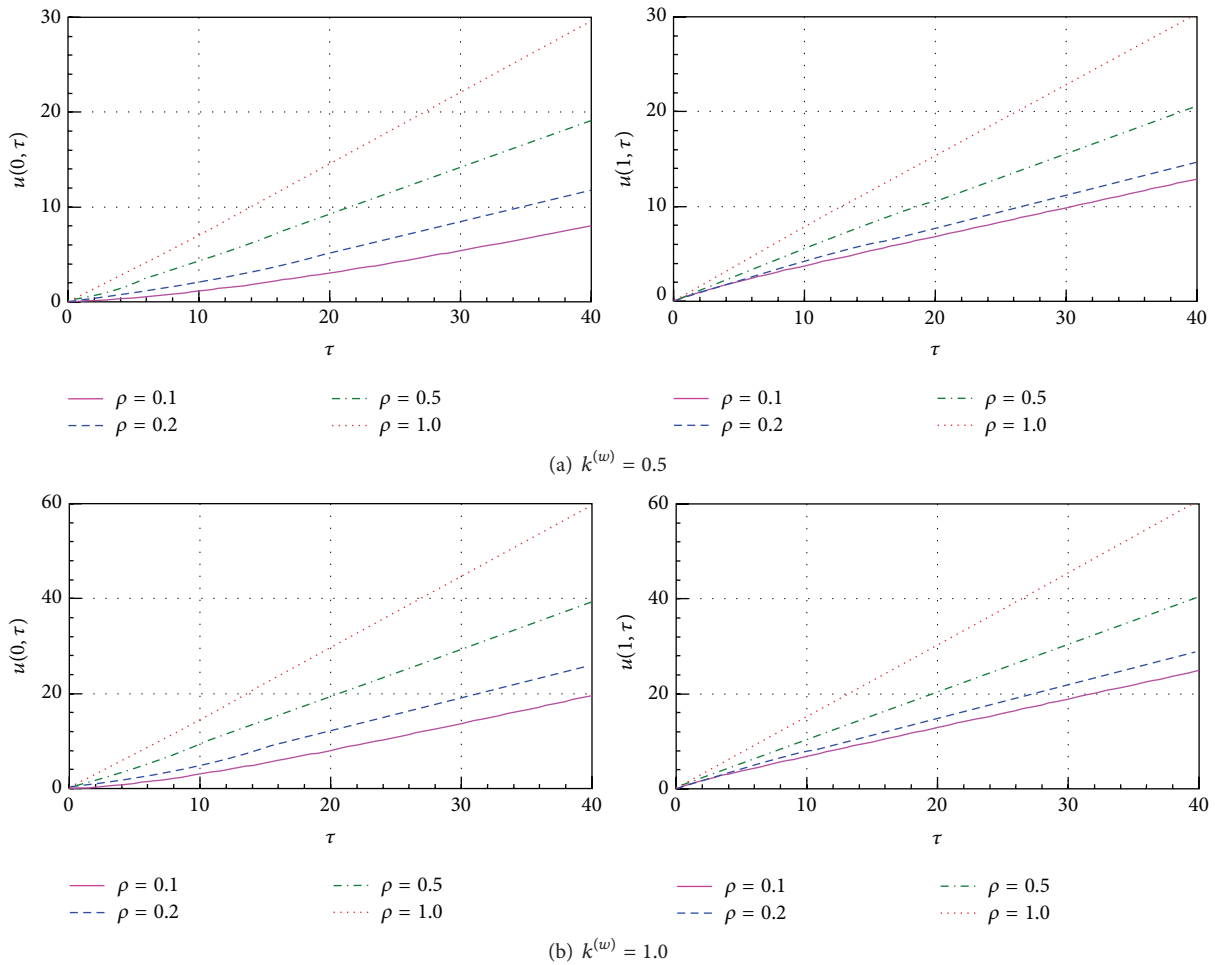 30
20
10
0
u(0, τ)
0 10 20 30 40
τ
ρ = 0.1
ρ = 0.2
ρ = 0.5
ρ = 1.0
30
20
10
0
u(1, τ)
0 10 20 30 40
τ
ρ = 0.1
ρ = 0.2
ρ = 0.5
ρ = 1.0
(a) k^(w) = 0.5
60
40
20
0
u(0, τ)
0 10 20 30 40
τ
ρ = 0.1
ρ = 0.2
ρ = 0.5
ρ = 1.0
60
40
20
0
u(1, τ)
0 10 20 30 40
τ
ρ = 0.1
ρ = 0.2
ρ = 0.5
ρ = 1.0
(b) k^(w) = 1.0